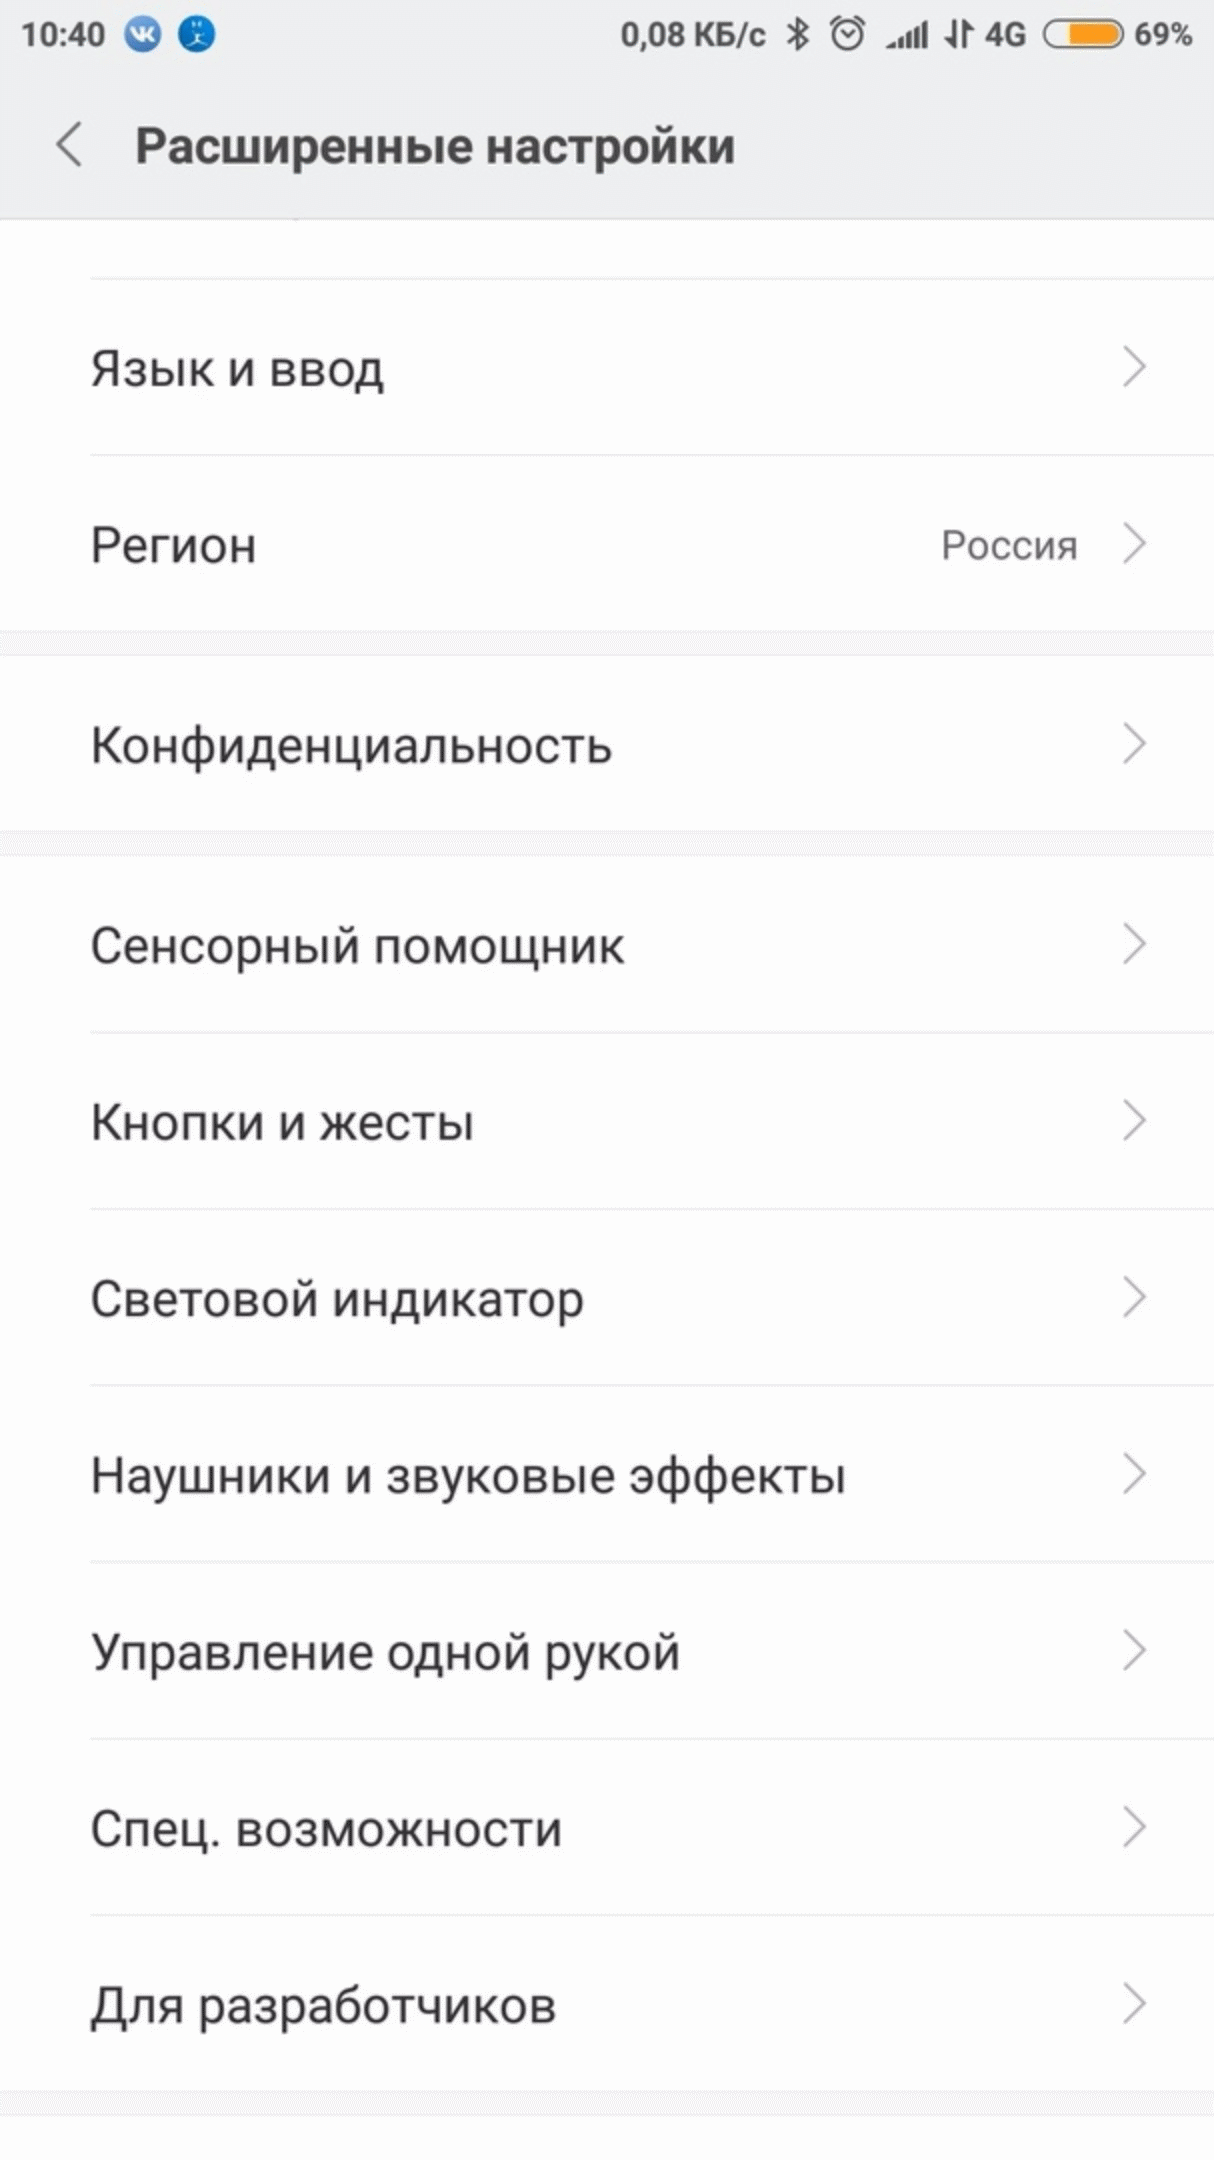 10:40 0,08 КБ/с 4G 69%
Расширенные настройки
Язык и ввод
Регион Россия
Конфиденциальность
Сенсорный помощник
Кнопки и жесты
Световой индикатор
Наушники и звуковые эффекты
Управление одной рукой
Спец. возможности
Для разработчиков